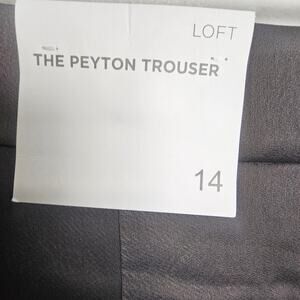 LOFT
THE PEYTON TROUSER
14